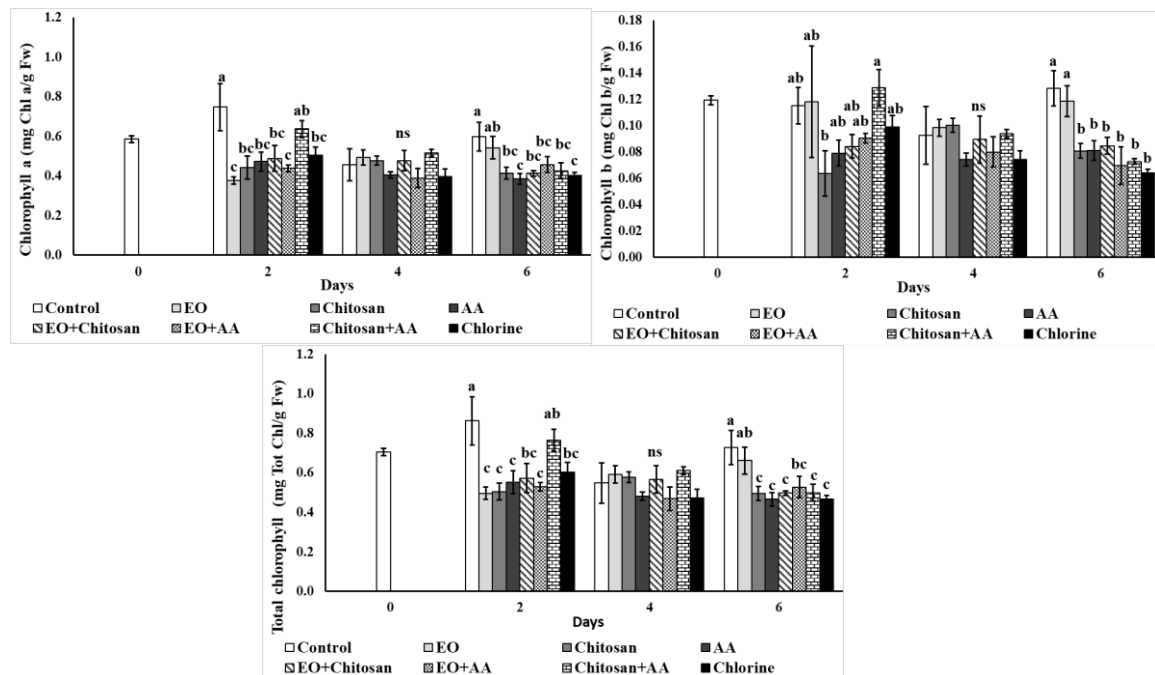 Chlorophyll a (mg Chl a/g Fw)
1.2
1.0
0.8
0.6
0.4
0.2
0.0
a
c
bc
bc
bc
c
ab
bc
ns
a
ab
bc
c
bc
bc
bc
c
0
2
4
6
Days
Control
EO
Chitosan
AA
EO+Chitosan
EO+AA
Chitosan+AA
Chlorine
Chlorophyll b (mg Chl b/g Fw)
0.18
0.16
0.14
0.12
0.10
0.08
0.06
0.04
0.02
0.00
ab
ab
b
ab
ab
ab
a
ab
ns
a
a
b
b
b
b
b
b
0
2
4
6
Days
Control
EO
Chitosan
AA
EO+Chitosan
EO+AA
Chitosan+AA
Chlorine
Total chlorophyll (mg Tot Chl/g Fw)
1.2
1.0
0.8
0.6
0.4
0.2
0.0
a
c
c
c
bc
c
ab
bc
ns
a
ab
c
c
c
bc
c
c
0
2
4
6
Days
Control
EO
Chitosan
AA
EO+Chitosan
EO+AA
Chitosan+AA
Chlorine